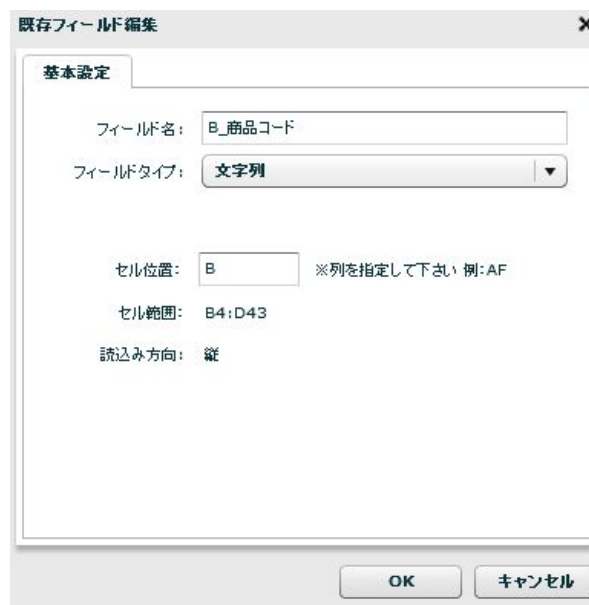 既存フィールド編集
基本設定
フィールド名: B_商品コード
フィールドタイプ: 文字列
セル位置: B ※列を指定して下さい 例:AF
セル範囲: B4:D43
読込み方向: 縦
OK キャンセル